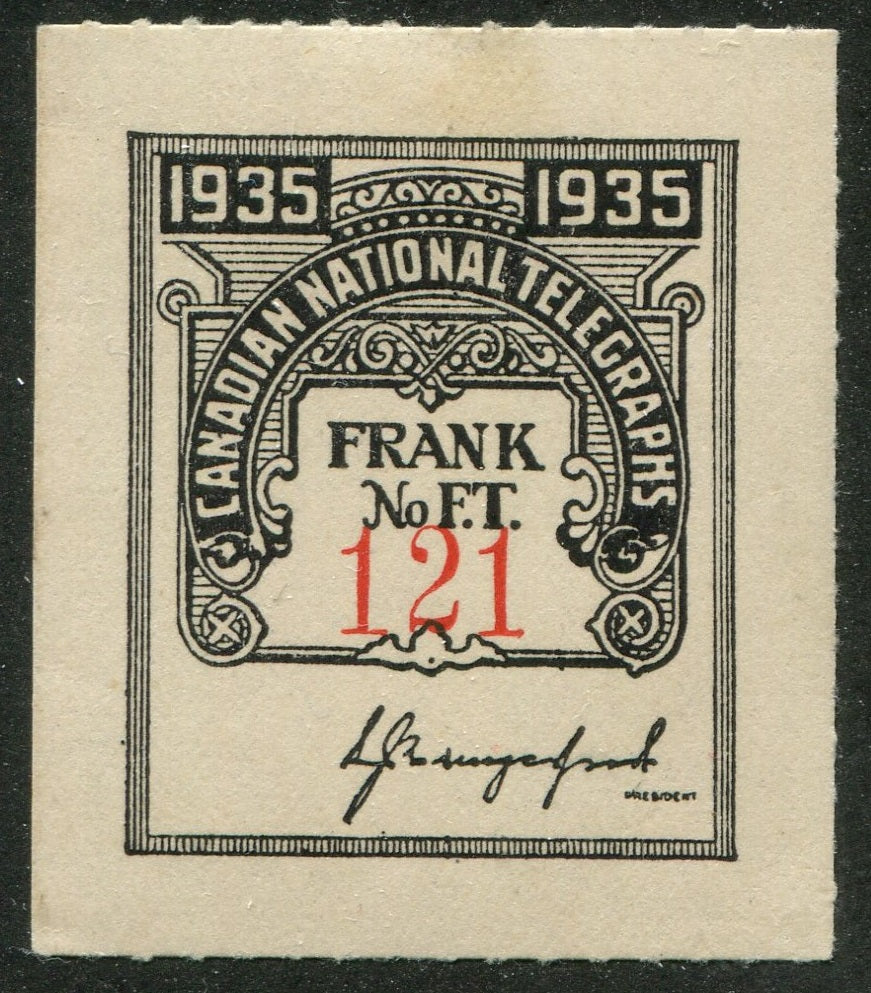 1935 1935
CANADIAN NATIONAL TELEGRAPHS
FRANK
No F.T.
121
PRESIDENT